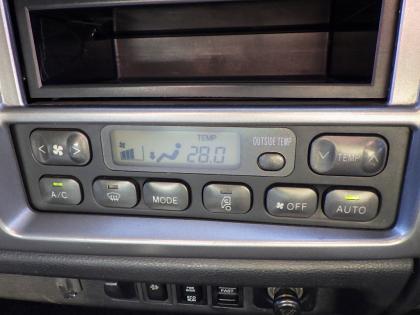 TEMP
28.0
OUTSIDE TEMP
TEMP
A/C
MODE
OFF
AUTO